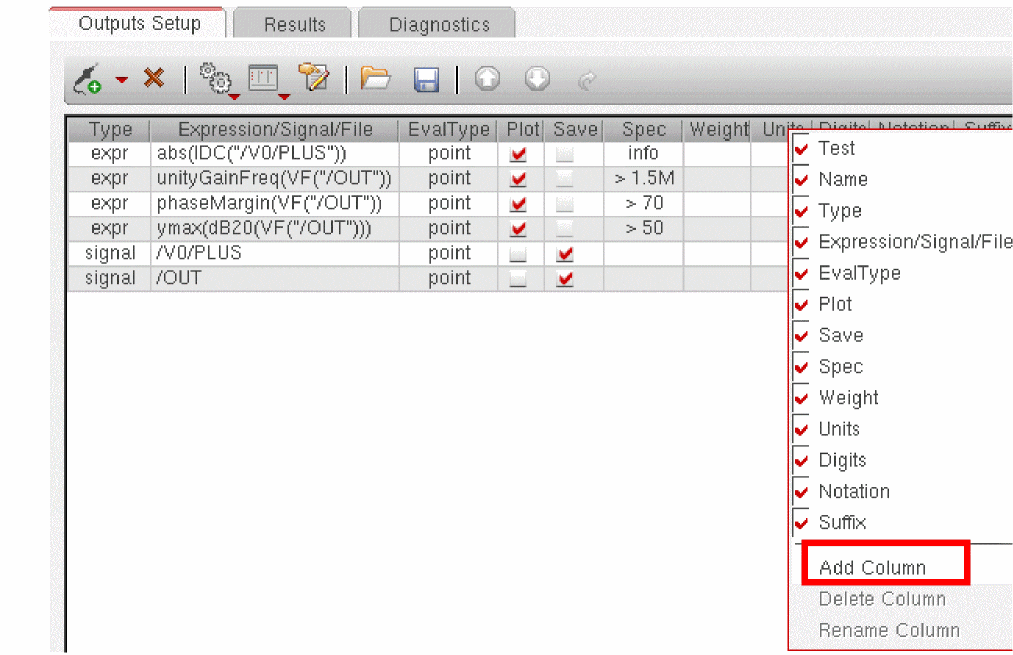 Outputs Setup Results Diagnostics
Type Expression/Signal/File EvalType Plot Save Spec Weight Units Digits Notation Suffix
expr abs(IDC("/V0/PLUS")) point info
expr unityGainFreq(VF("/OUT")) point > 1.5M
expr phaseMargin(VF("/OUT")) point > 70
expr ymax(dB20(VF("/OUT"))) point > 50
signal /V0/PLUS point
signal /OUT point
Test
Name
Type
Expression/Signal/File
EvalType
Plot
Save
Spec
Weight
Units
Digits
Notation
Suffix
Add Column
Delete Column
Rename Column